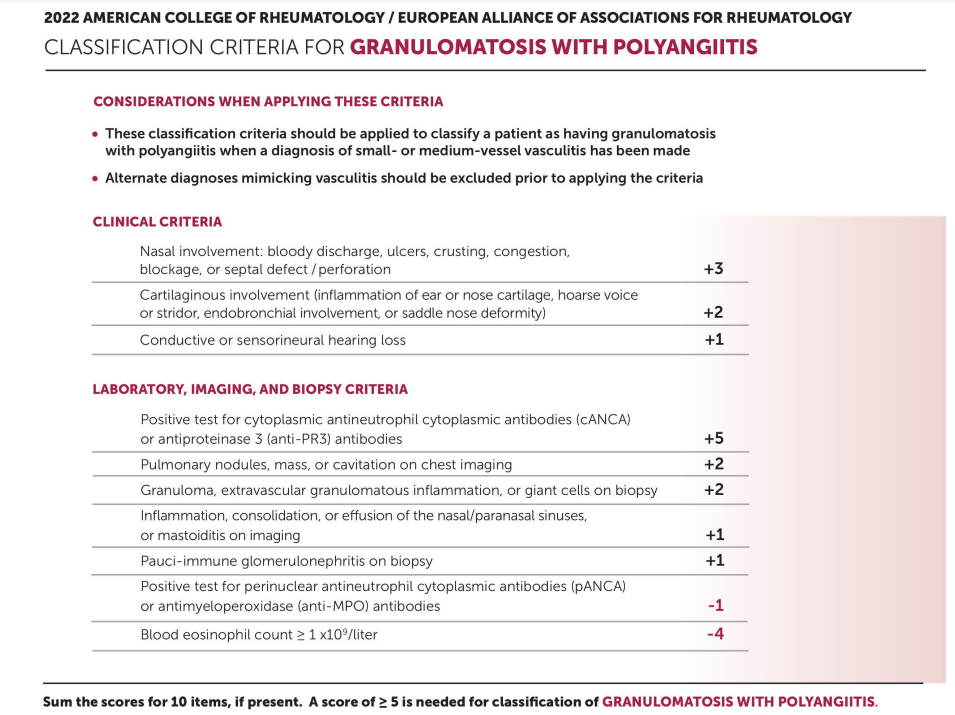 2022 AMERICAN COLLEGE OF RHEUMATOLOGY / EUROPEAN ALLIANCE OF ASSOCIATIONS FOR RHEUMATOLOGY
CLASSIFICATION CRITERIA FOR GRANULOMATOSIS WITH POLYANGIITIS
CONSIDERATIONS WHEN APPLYING THESE CRITERIA
• These classification criteria should be applied to classify a patient as having granulomatosis
with polyangiitis when a diagnosis of small- or medium-vessel vasculitis has been made
• Alternate diagnoses mimicking vasculitis should be excluded prior to applying the criteria
CLINICAL CRITERIA
Nasal involvement: bloody discharge, ulcers, crusting, congestion,
blockage, or septal defect / perforation +3
Cartilaginous involvement (inflammation of ear or nose cartilage, hoarse voice
or stridor, endobronchial involvement, or saddle nose deformity) +2
Conductive or sensorineural hearing loss +1
LABORATORY, IMAGING, AND BIOPSY CRITERIA
Positive test for cytoplasmic antineutrophil cytoplasmic antibodies (cANCA)
or antiproteinase 3 (anti-PR3) antibodies +5
Pulmonary nodules, mass, or cavitation on chest imaging +2
Granuloma, extravascular granulomatous inflammation, or giant cells on biopsy +2
Inflammation, consolidation, or effusion of the nasal/paranasal sinuses,
or mastoiditis on imaging +1
Pauci-immune glomerulonephritis on biopsy +1
Positive test for perinuclear antineutrophil cytoplasmic antibodies (pANCA)
or antimyeloperoxidase (anti-MPO) antibodies -1
Blood eosinophil count ≥ 1 x10⁹/liter -4
Sum the scores for 10 items, if present. A score of ≥ 5 is needed for classification of GRANULOMATOSIS WITH POLYANGIITIS.